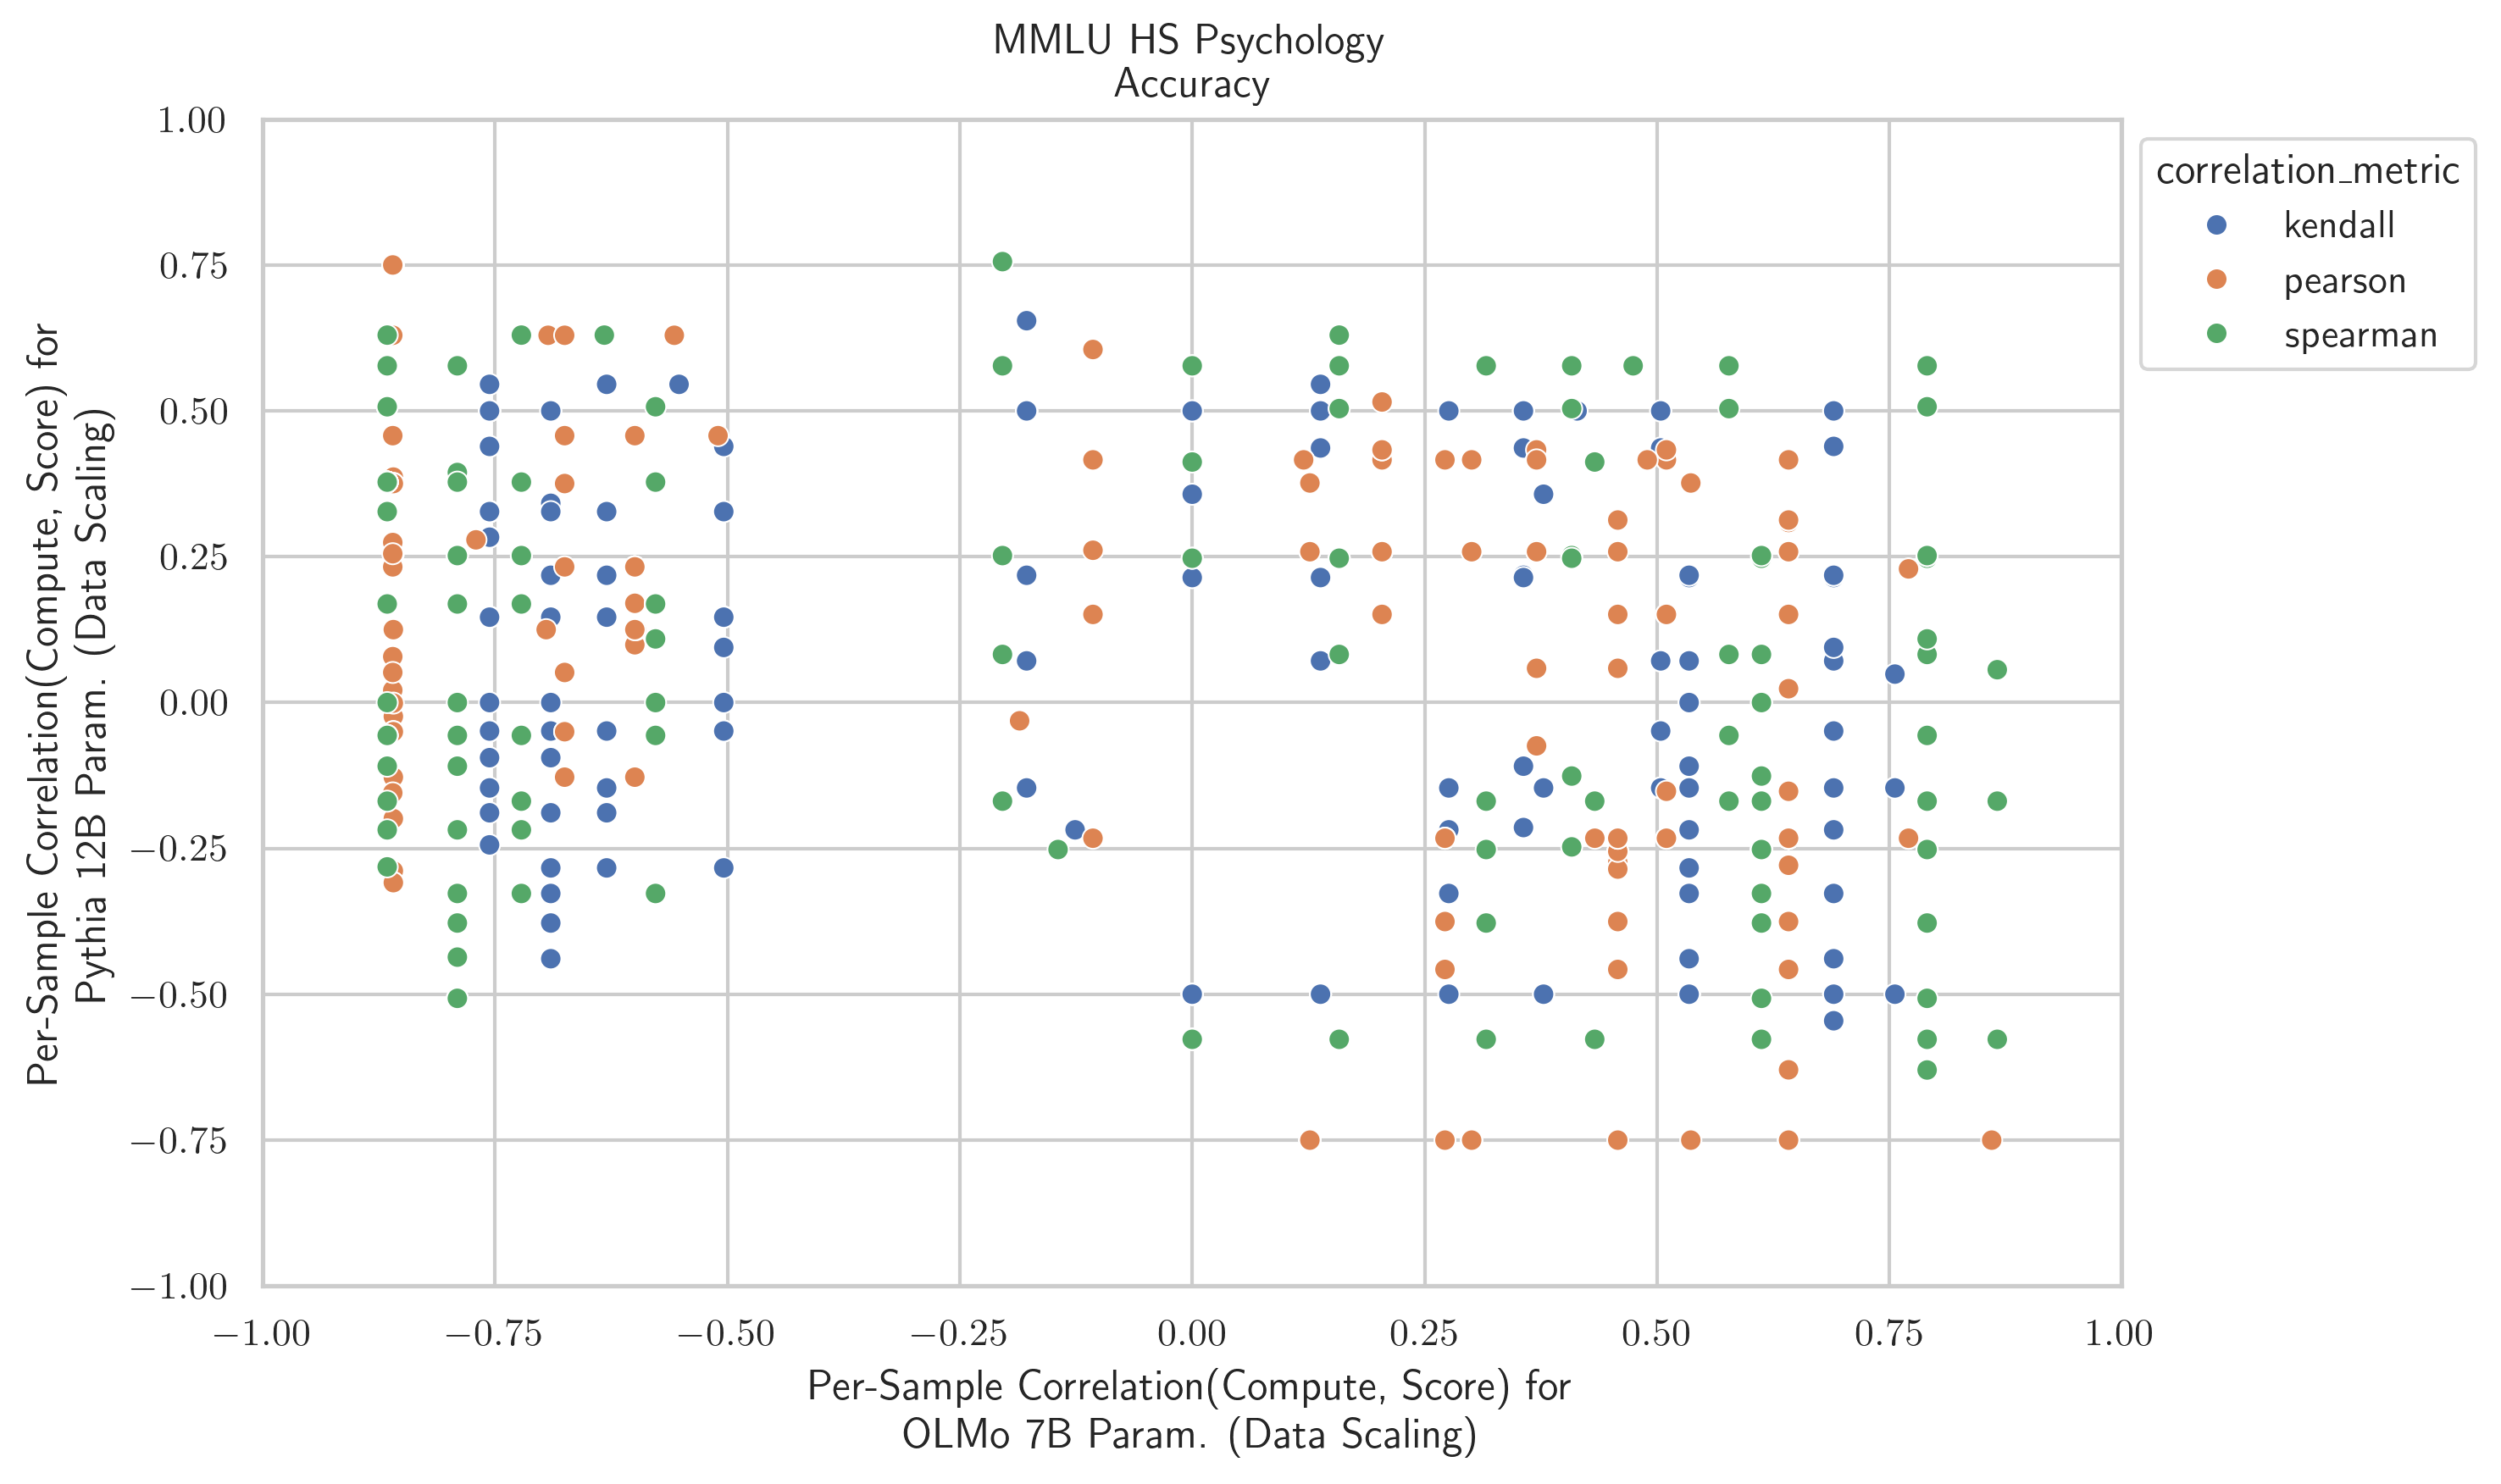 MMLU HS Psychology
Accuracy
1.00
0.75
0.50
0.25
0.00
−0.25
−0.50
−0.75
−1.00
Per-Sample Correlation(Compute, Score) for
Pythia 12B Param. (Data Scaling)
−1.00 −0.75 −0.50 −0.25 0.00 0.25 0.50 0.75 1.00
Per-Sample Correlation(Compute, Score) for
OLMo 7B Param. (Data Scaling)
correlation_metric
kendall
pearson
spearman